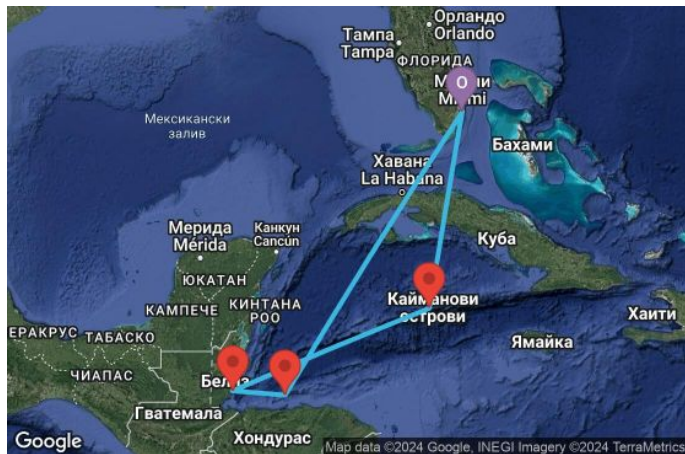 Орландо
Orlando
Тампа
Tampa
ФЛОРИДА
Miami
O
Мексикански
залив
Бахами
Хавана
La Habana
Мерида
Mérida
Канкун
Cancún
Куба
ЮКАТАН
КАМПЕЧЕ
КИНТАНА
РОО
Кайманови
острови
Хаити
Ямайка
ЕРАКРУС
ТАБАСКО
ЧИАПАС
Гватемала
Хондурас
Google
Map data ©2024 Google, INEGI Imagery ©2024 TerraMetrics